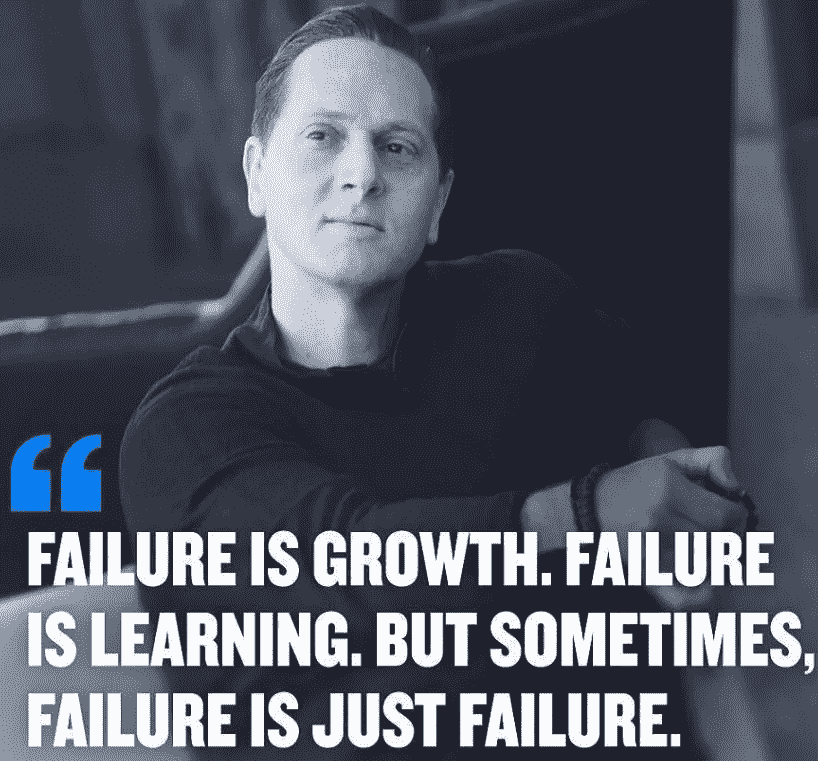 “
FAILURE IS GROWTH. FAILURE
IS LEARNING. BUT SOMETIMES,
FAILURE IS JUST FAILURE.